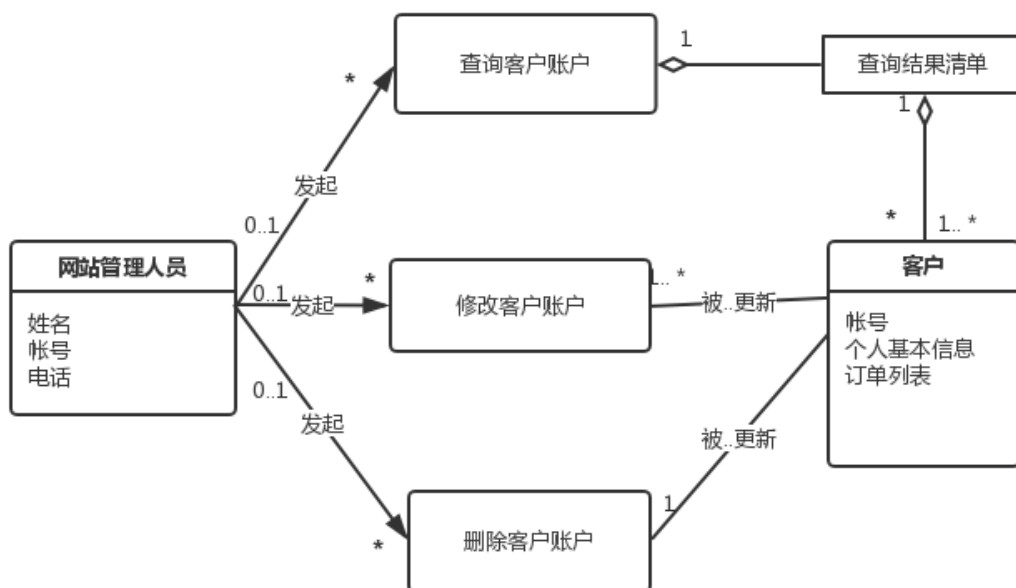 查询客户账户
1
查询结果清单
*
1
发起
0..1
*
1.. *
网站管理人员
姓名
帐号
电话
0..1
发起
*
修改客户账户
1.. *
被..更新
客户
帐号
个人基本信息
订单列表
0..1
发起
*
删除客户账户
1
被..更新